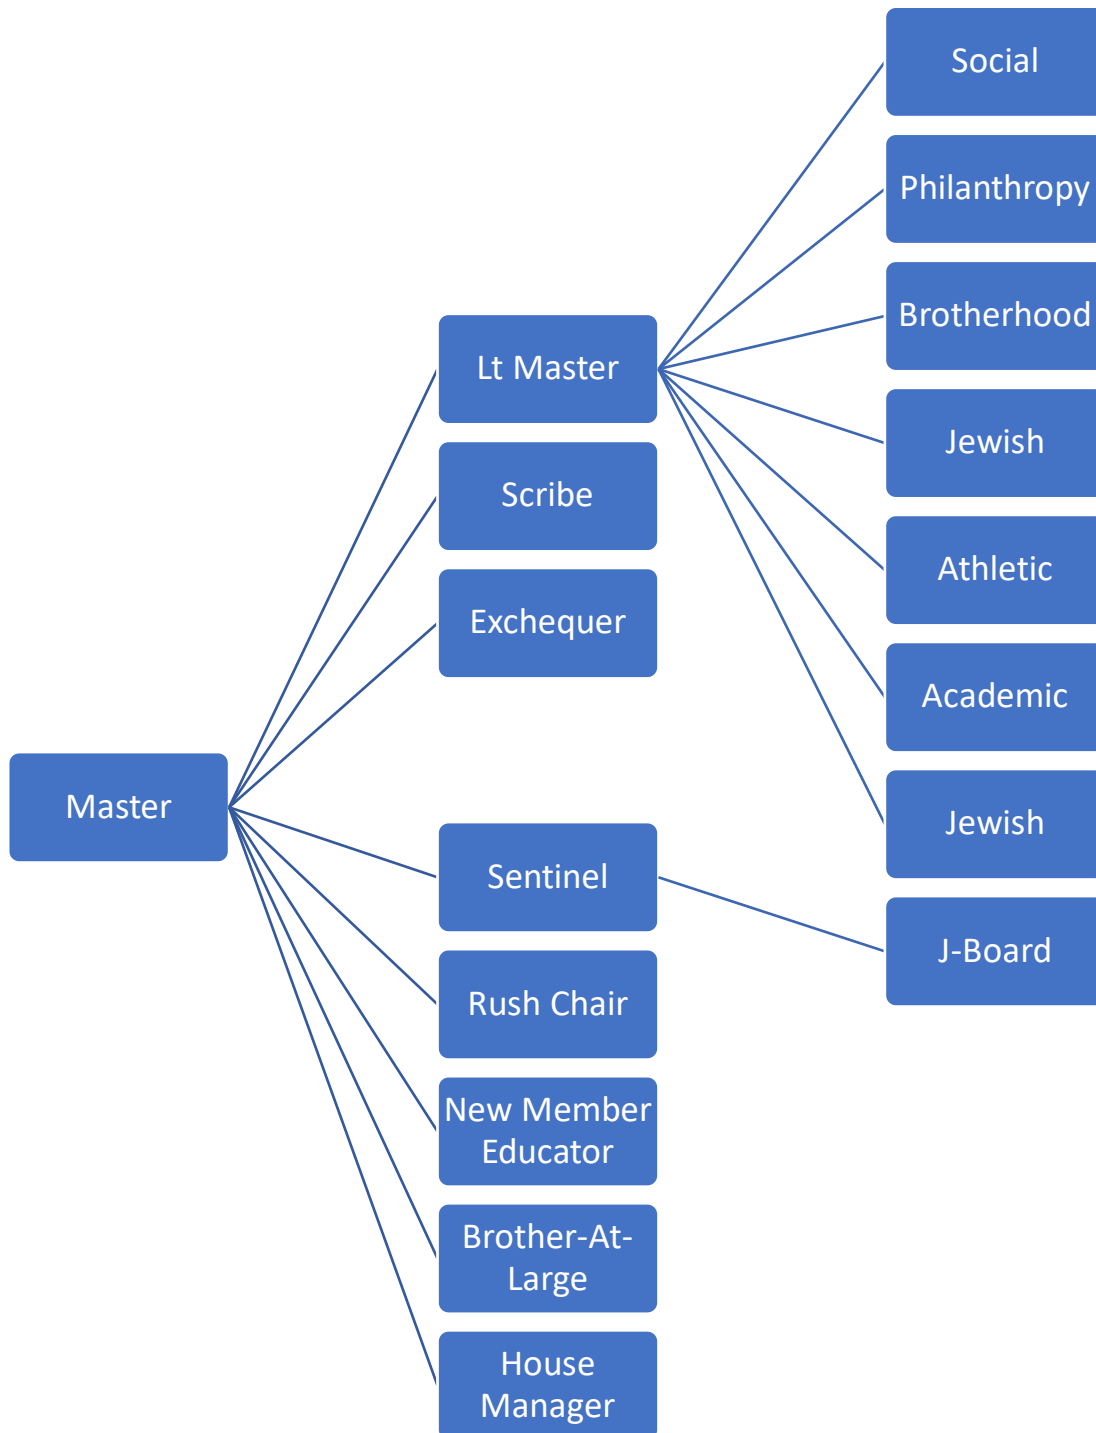 Master
Lt Master
Scribe
Exchequer
Sentinel
Rush Chair
New Member
Educator
Brother-At-
Large
House
Manager
Social
Philanthropy
Brotherhood
Jewish
Athletic
Academic
Jewish
J-Board